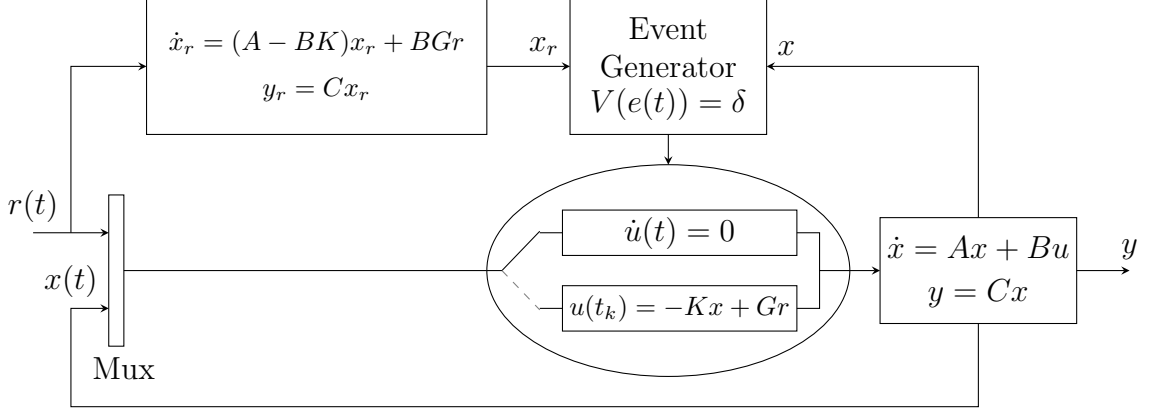 ẋ_r = (A − BK)x_r + BGr
y_r = Cx_r
x_r
Event
Generator
V(e(t)) = δ
x
r(t)
x(t)
Mux
u̇(t) = 0
u(t_k) = −Kx + Gr
ẋ = Ax + Bu
y = Cx
y